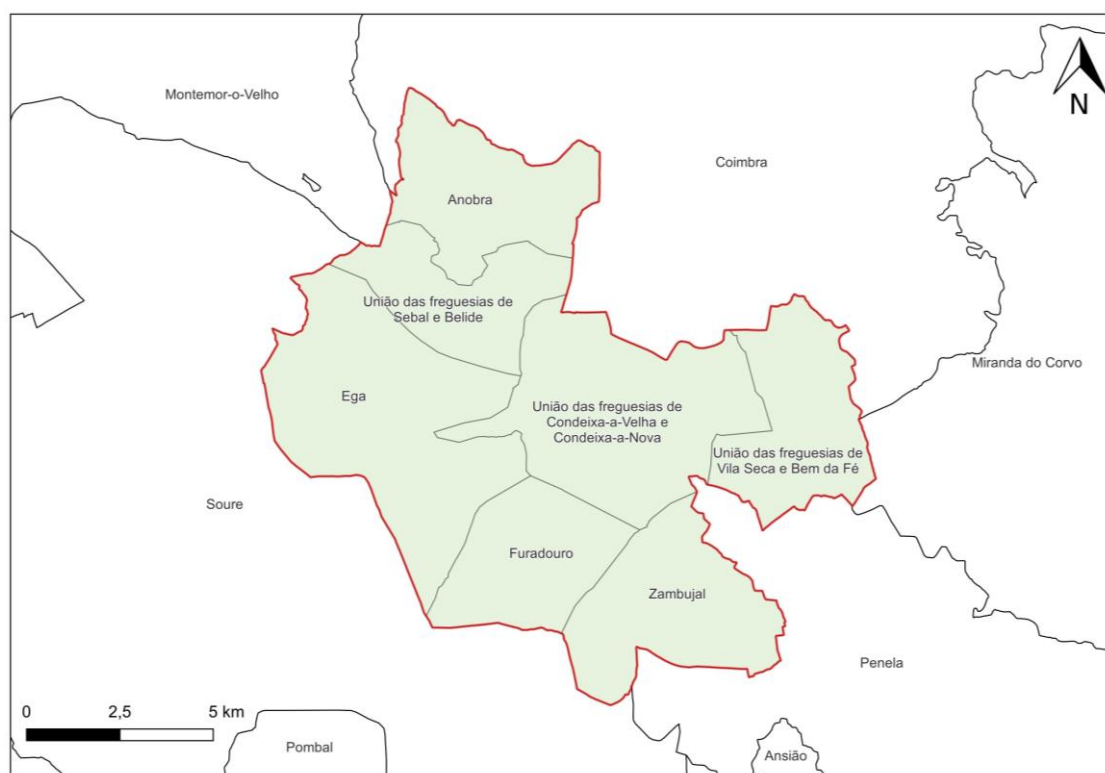 Montemor-o-Velho
Coimbra
N
Anobra
União das freguesias de
Sebal e Belide
Miranda do Corvo
Ega
União das freguesias de
Condeixa-a-Velha e
Condeixa-a-Nova
União das freguesias de
Vila Seca e Bem da Fé
Soure
Furadouro
Zambujal
Penela
0 2,5 5 km
Pombal
Ansião